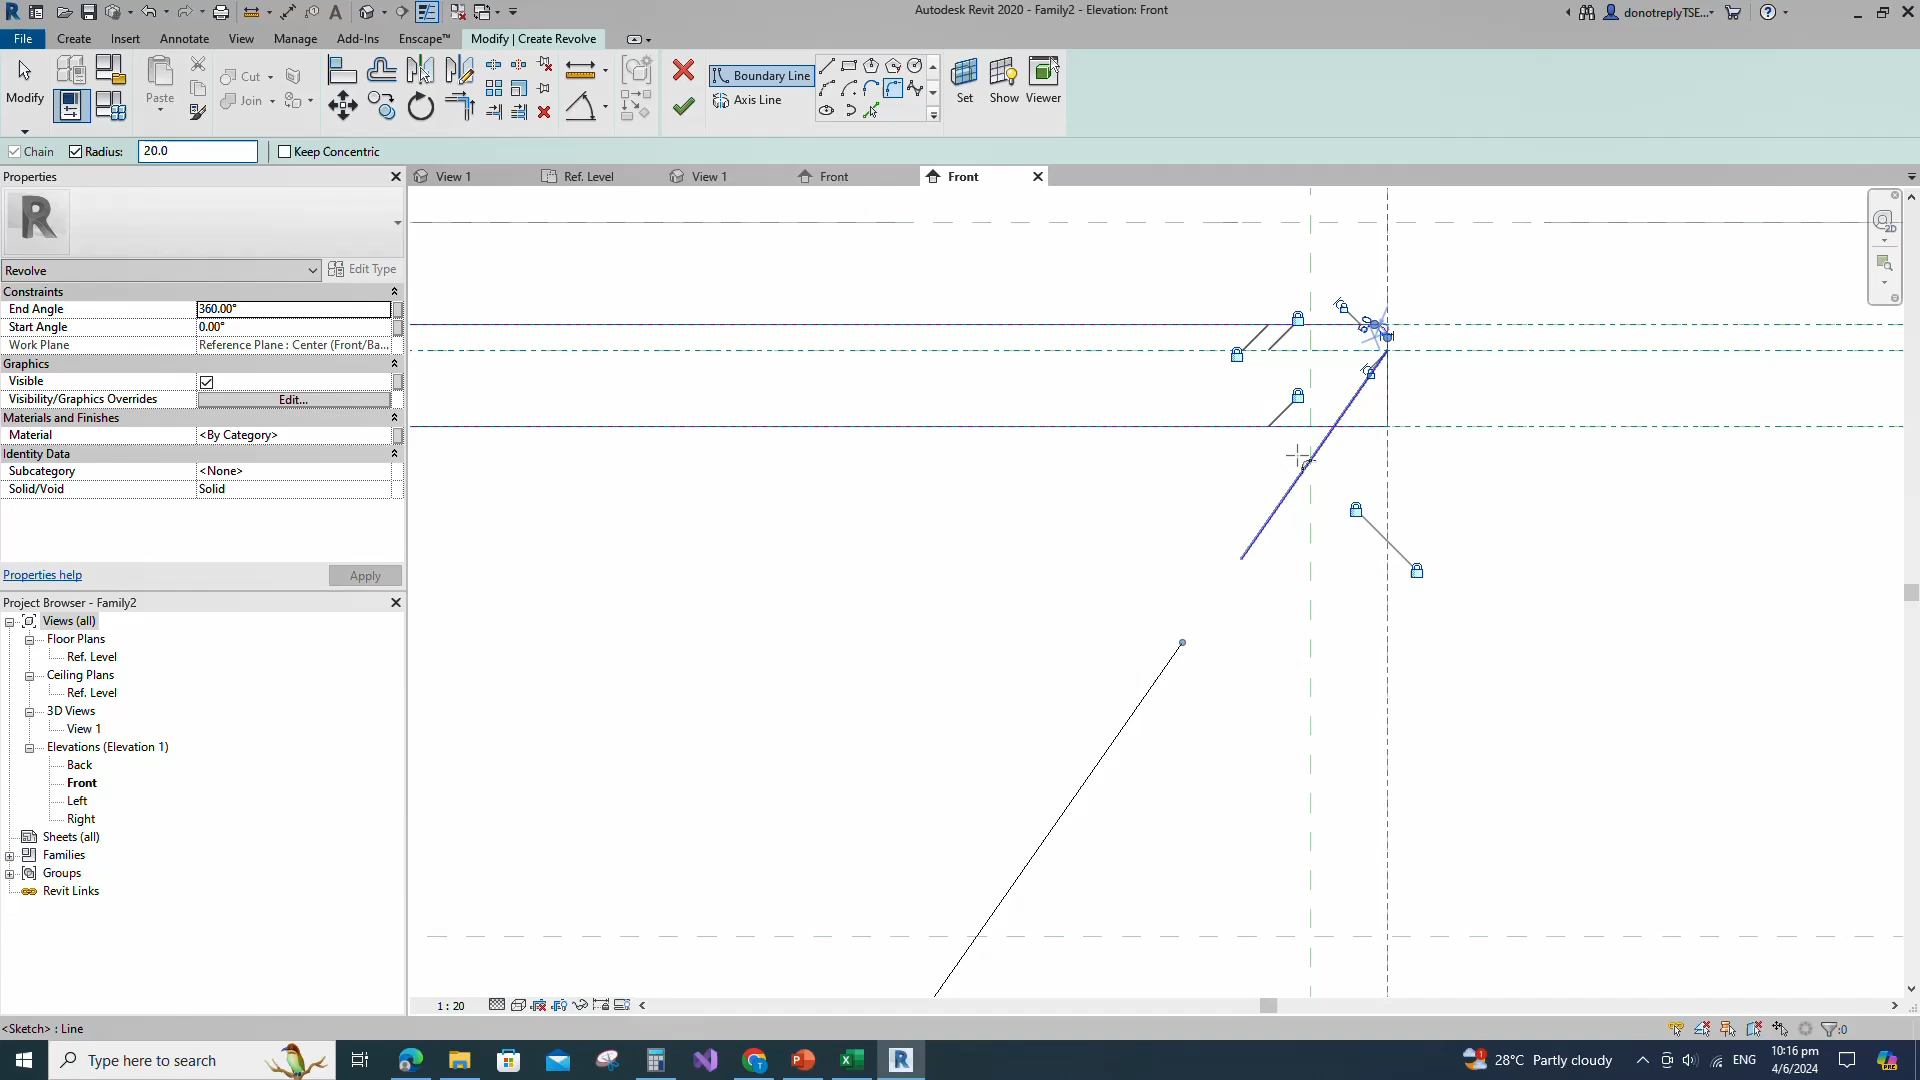 Autodesk Revit 2020 - Family2 - Elevation: Front
donotreplyTSE...
File Create Insert Annotate View Manage Add-Ins Enscape™ Modify | Create Revolve
Modify
Paste
Cut
Join
Boundary Line
Axis Line
Set Show Viewer
Chain Radius: 20.0 Keep Concentric
Properties
View 1 Ref. Level View 1 Front Front
2D
Revolve Edit Type
Constraints
End Angle 360.00°
Start Angle 0.00°
Work Plane Reference Plane : Center (Front/Ba...
Graphics
Visible
Visibility/Graphics Overrides Edit...
Materials and Finishes
Material <By Category>
Identity Data
Subcategory <None>
Solid/Void Solid
Properties help Apply
Project Browser - Family2
Views (all)
Floor Plans
Ref. Level
Ceiling Plans
Ref. Level
3D Views
View 1
Elevations (Elevation 1)
Back
Front
Left
Right
Sheets (all)
Families
Groups
Revit Links
1 : 20
<Sketch> : Line
:0
Type here to search
28°C Partly cloudy
ENG
10:16 pm
4/6/2024